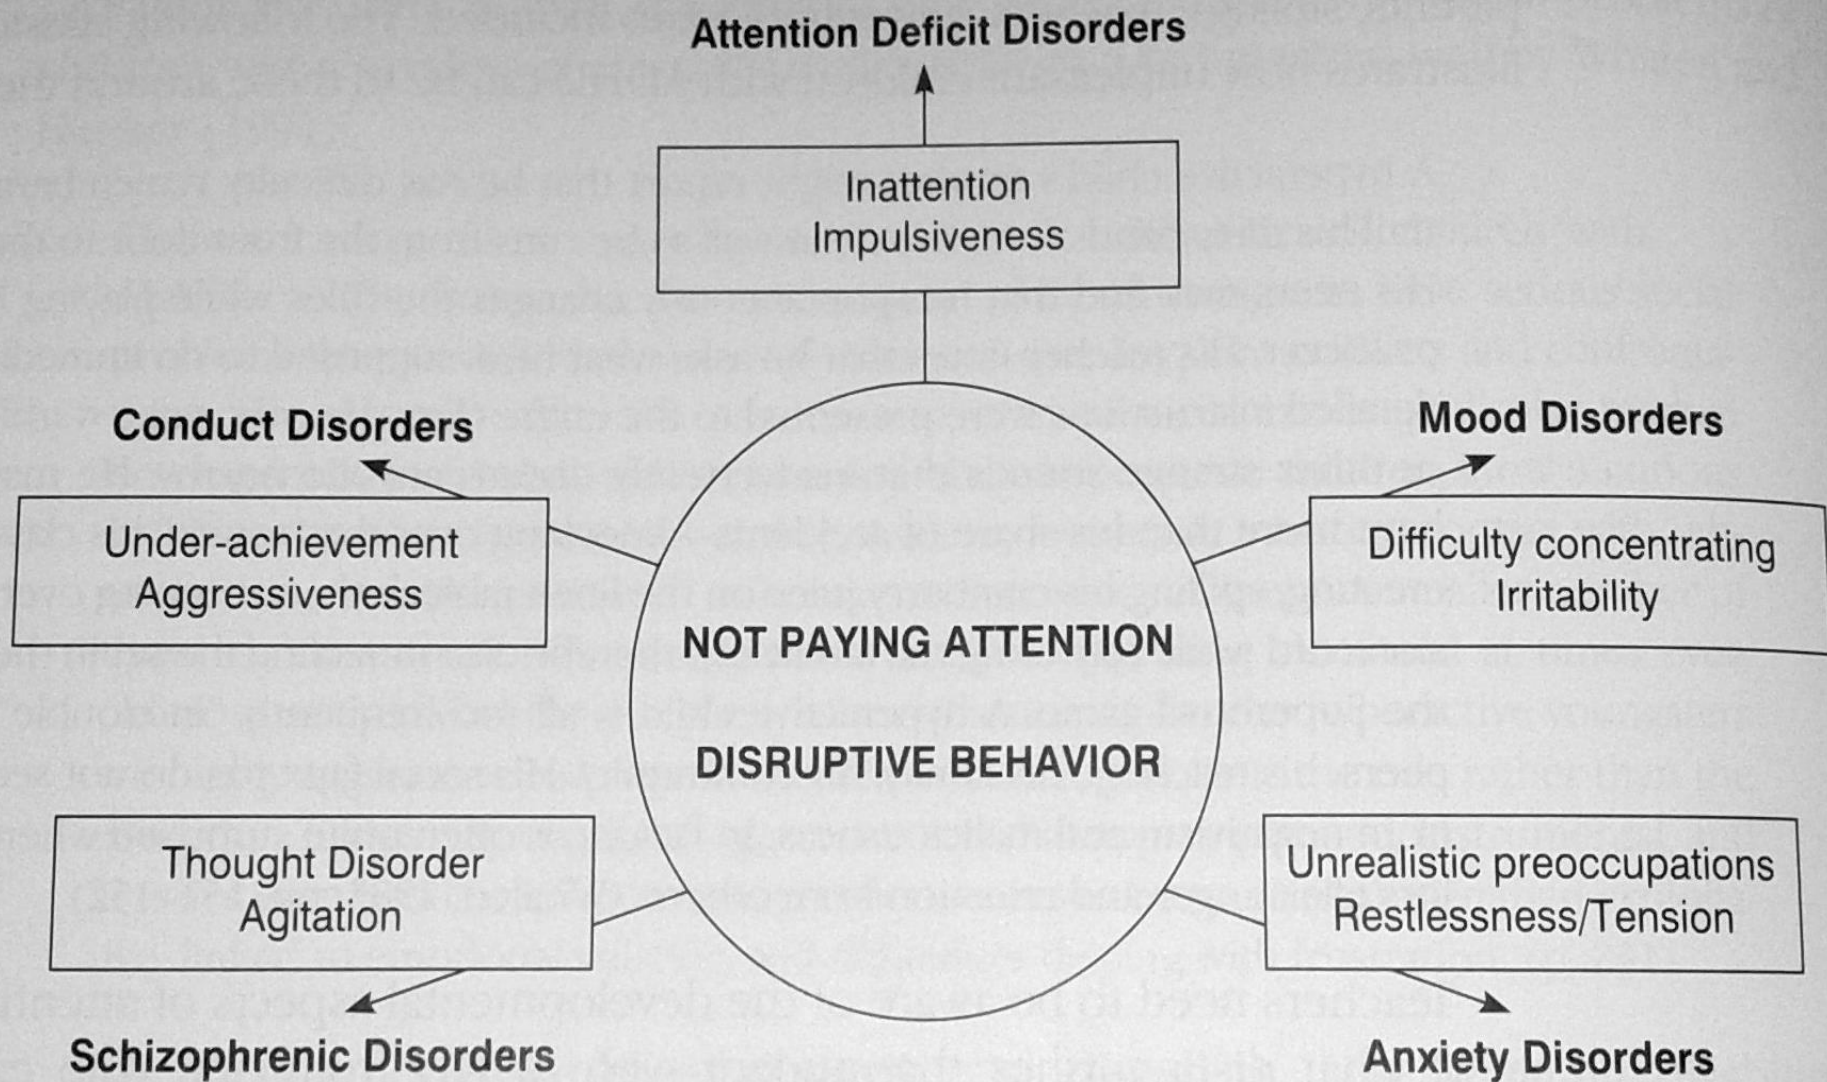 Attention Deficit Disorders
Inattention
Impulsiveness
Conduct Disorders
Under-achievement
Aggressiveness
Mood Disorders
Difficulty concentrating
Irritability
NOT PAYING ATTENTION
DISRUPTIVE BEHAVIOR
Thought Disorder
Agitation
Schizophrenic Disorders
Unrealistic preoccupations
Restlessness/Tension
Anxiety Disorders